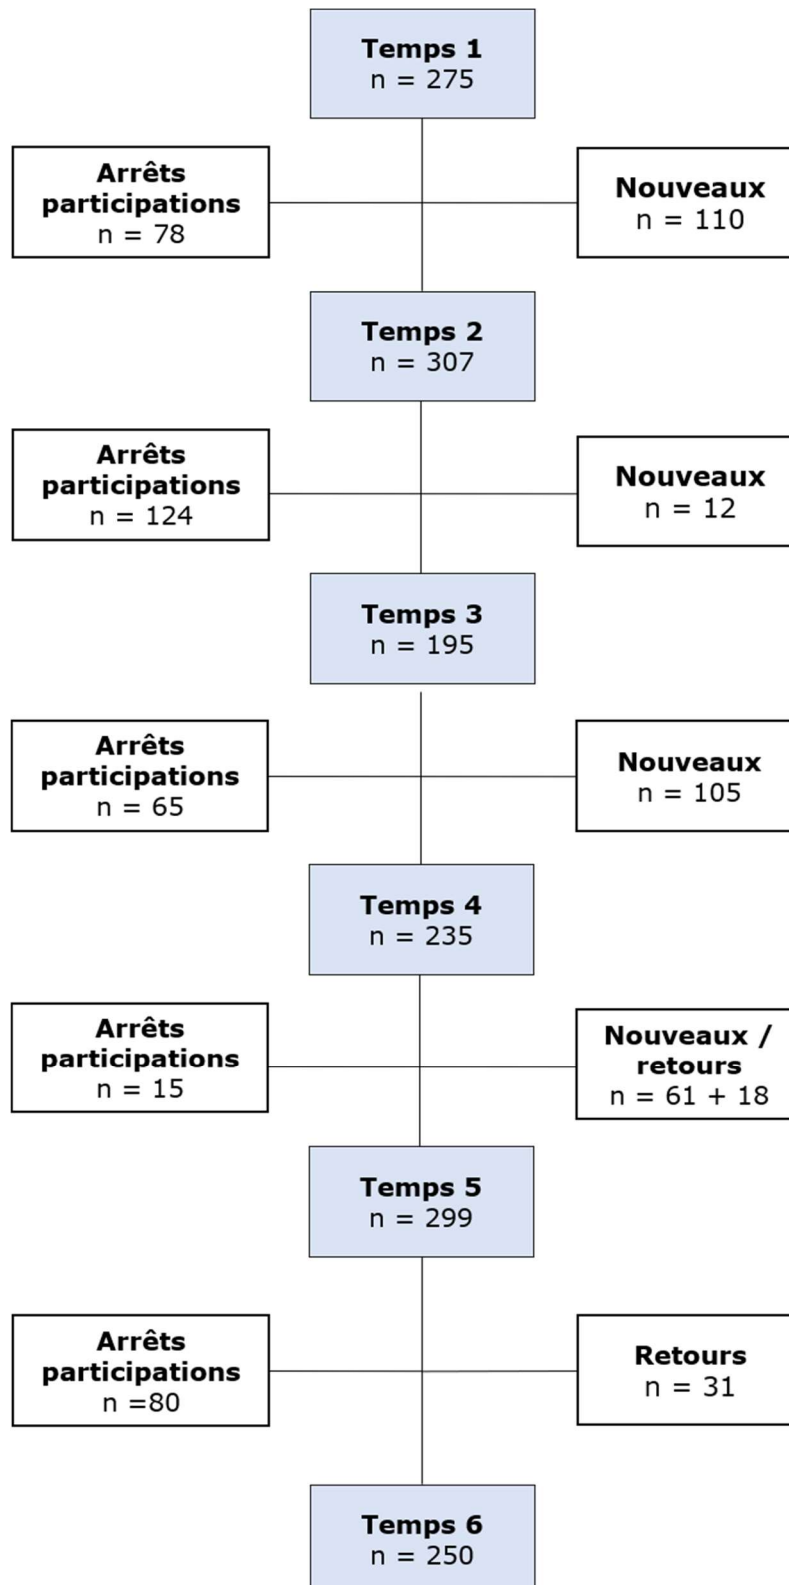 Temps 1
n = 275
Arrêts
participations
n = 78
Nouveaux
n = 110
Temps 2
n = 307
Arrêts
participations
n = 124
Nouveaux
n = 12
Temps 3
n = 195
Arrêts
participations
n = 65
Nouveaux
n = 105
Temps 4
n = 235
Arrêts
participations
n = 15
Nouveaux /
retours
n = 61 + 18
Temps 5
n = 299
Arrêts
participations
n =80
Retours
n = 31
Temps 6
n = 250